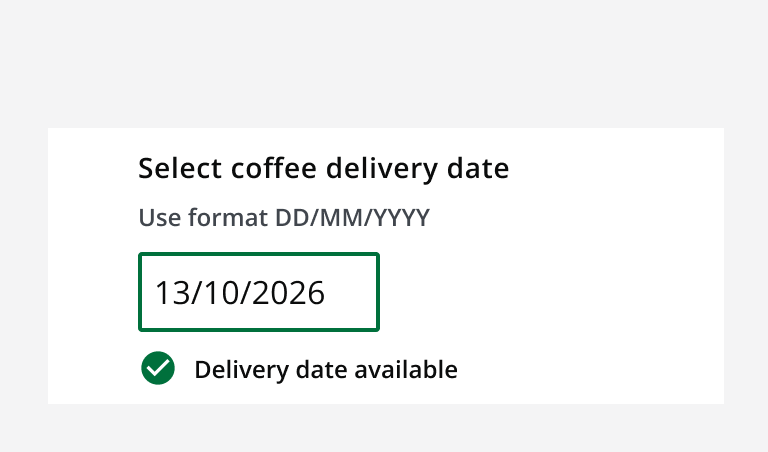 Select coffee delivery date
Use format DD/MM/YYYY
13/10/2026
Delivery date available